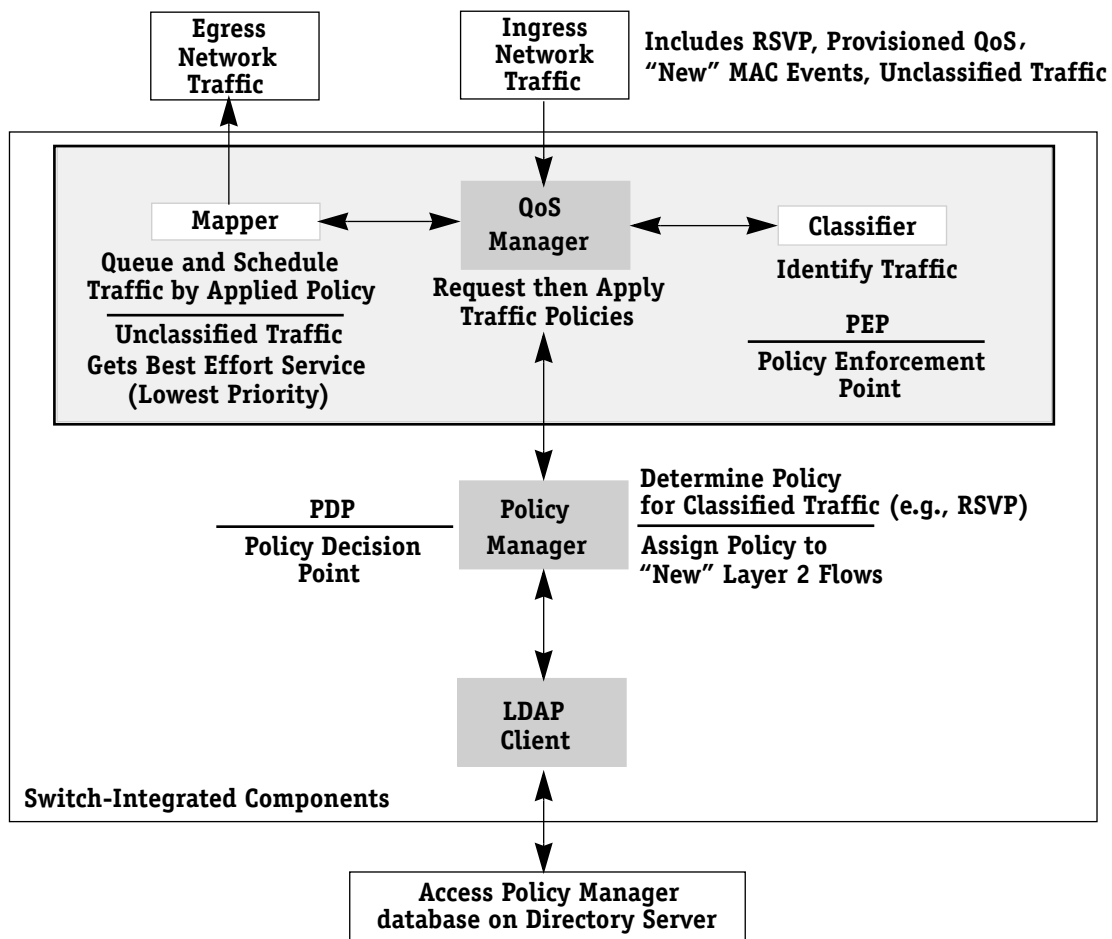 Egress
Network
Traffic
Ingress
Network
Traffic
Includes RSVP, Provisioned QoS,
“New” MAC Events, Unclassified Traffic
Mapper
Queue and Schedule
Traffic by Applied Policy
Unclassified Traffic
Gets Best Effort Service
(Lowest Priority)
QoS
Manager
Request then Apply
Traffic Policies
Classifier
Identify Traffic
PEP
Policy Enforcement
Point
PDP
Policy Decision
Point
Policy
Manager
Determine Policy
for Classified Traffic (e.g., RSVP)
Assign Policy to
“New” Layer 2 Flows
LDAP
Client
Switch-Integrated Components
Access Policy Manager
database on Directory Server